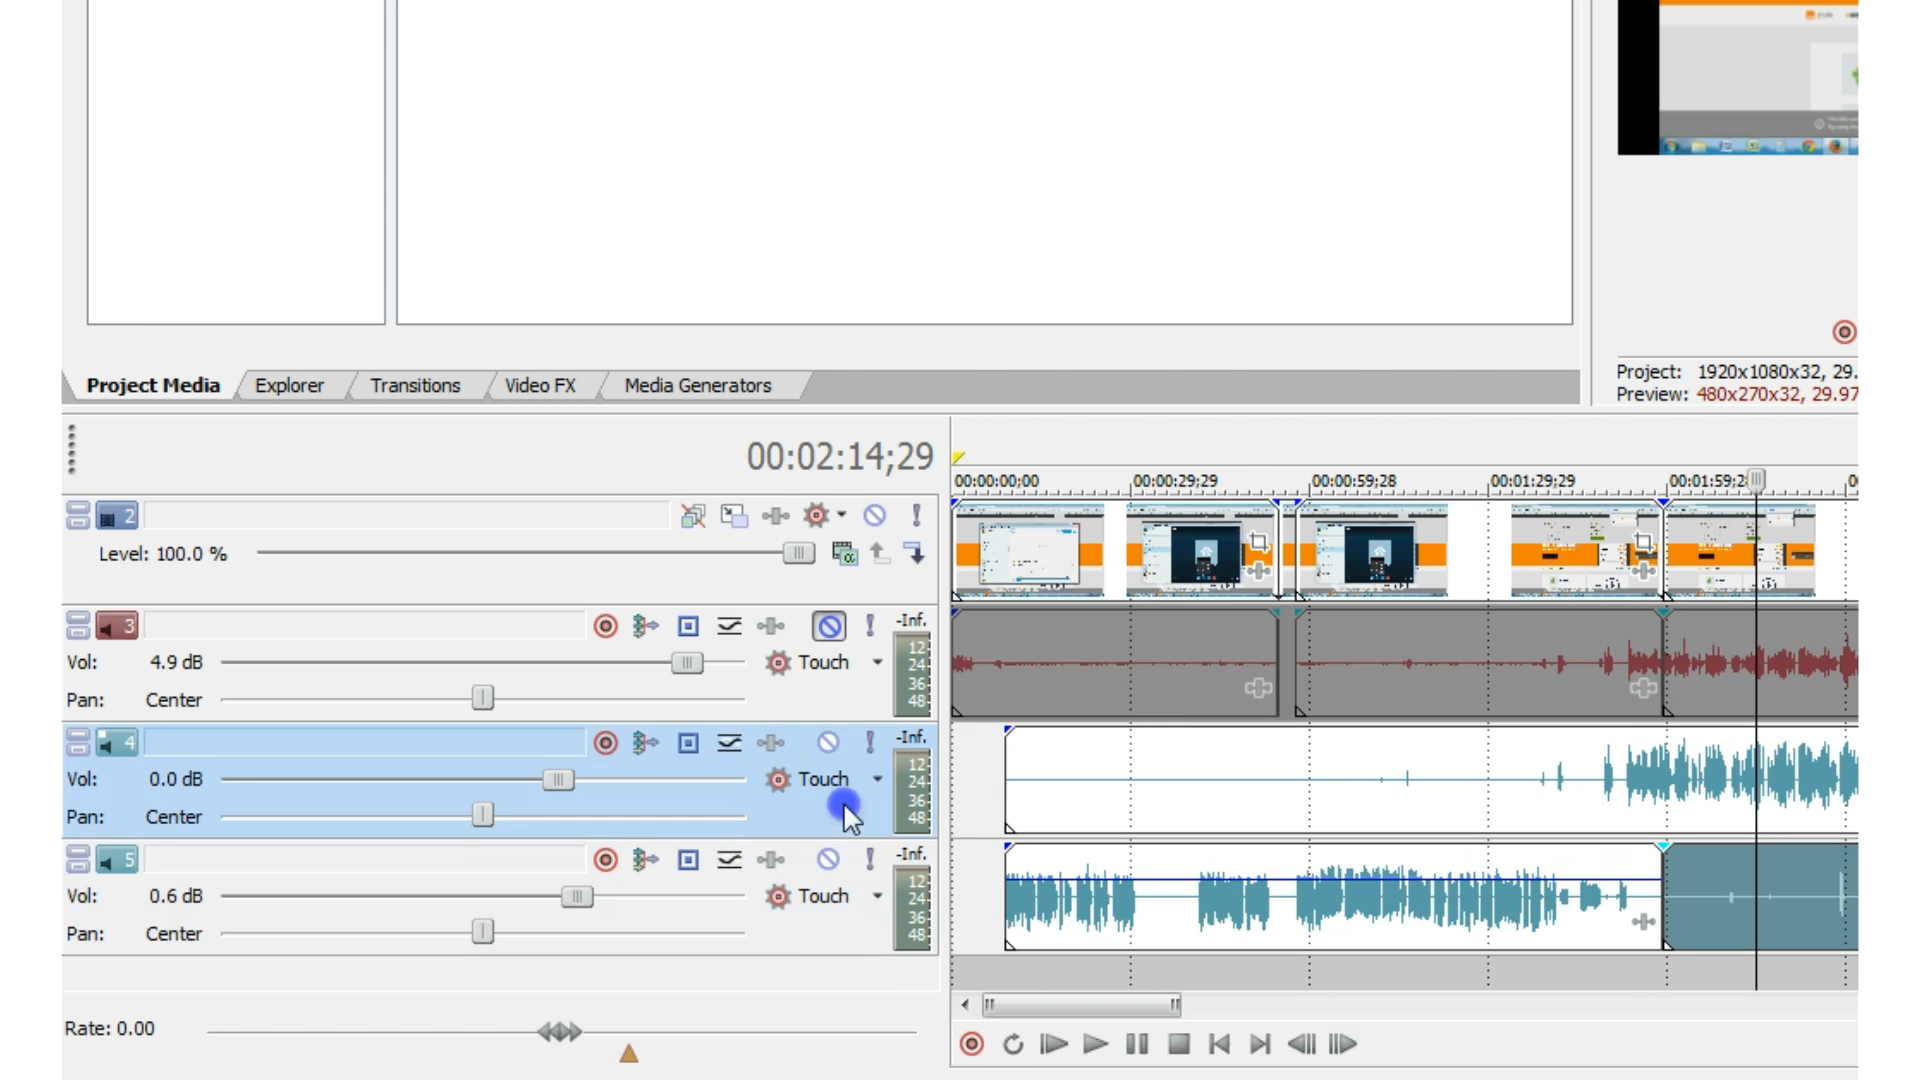 Project: 1920x1080x32, 29.
Preview: 480x270x32, 29.97
Project Media Explorer Transitions Video FX Media Generators
00:02:14;29
00:00:00;00 00:00:29;29 00:00:59;28 00:01:29;29 00:01:59;2
2
Level: 100.0 %
3 -Inf.
12
24
36
48
Vol: 4.9 dB Touch
Pan: Center
4 -Inf.
12
24
36
48
Vol: 0.0 dB Touch
Pan: Center
5 -Inf.
12
24
36
48
Vol: 0.6 dB Touch
Pan: Center
Rate: 0.00